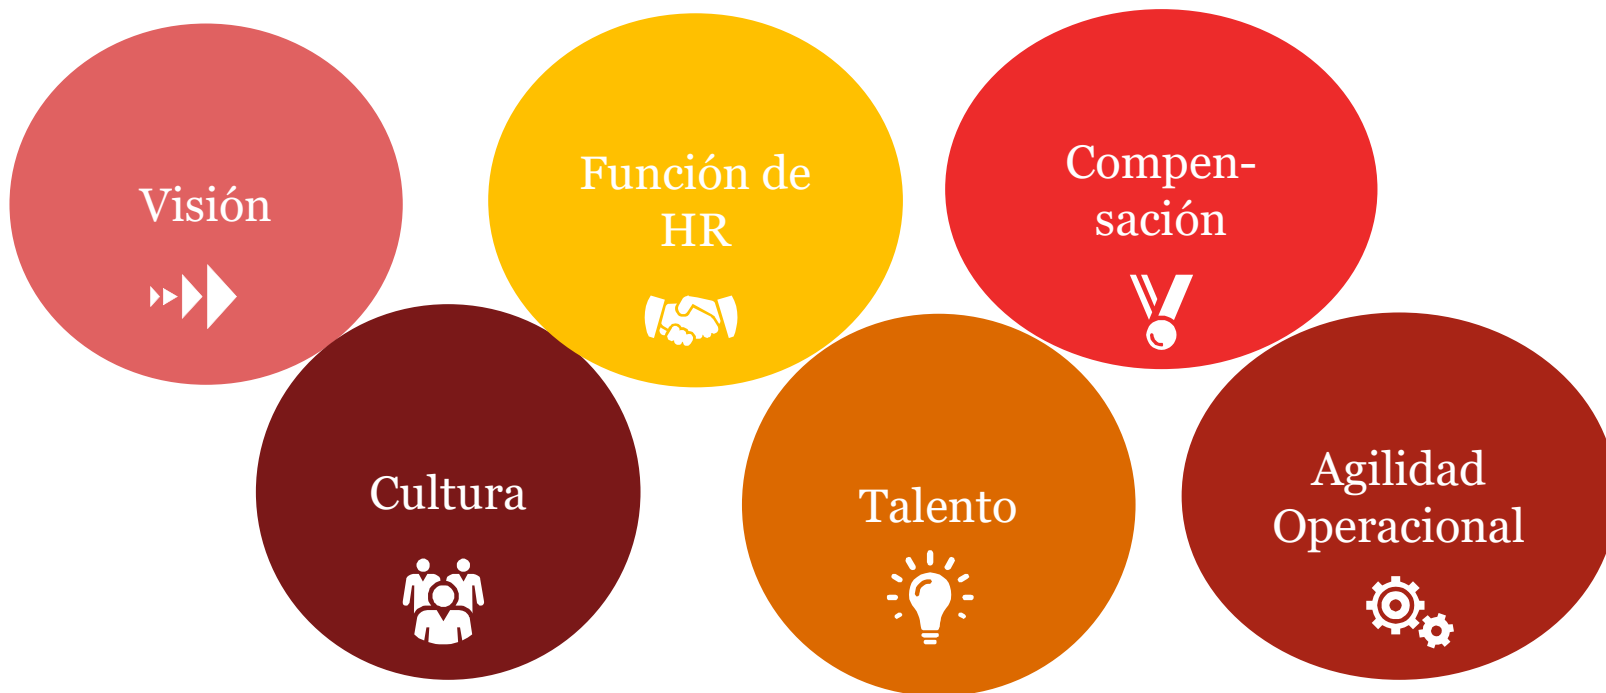 Visión
Función de
HR
Compen-
sación
Cultura
Talento
Agilidad
Operacional